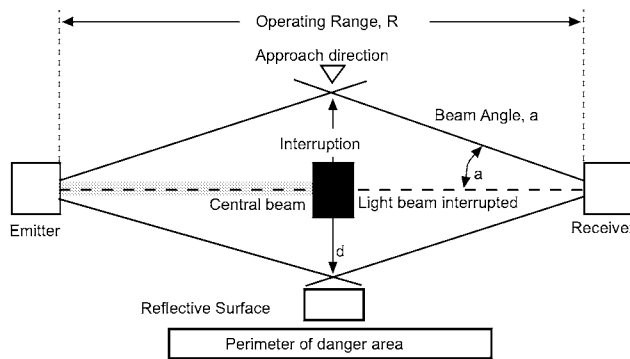 Operating Range, R
Approach direction
Beam Angle, a
Interruption
a
Central beam
Light beam interrupted
Emitter
Receiver
d
Reflective Surface
Perimeter of danger area